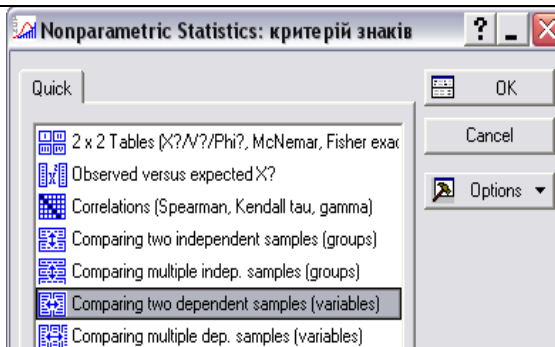 Nonparametric Statistics: критерій знаків
Quick
OK
Cancel
Options
2 x 2 Tables (X?/V?/Phi?, McNemar, Fisher exac
Observed versus expected X?
Correlations (Spearman, Kendall tau, gamma)
Comparing two independent samples (groups)
Comparing multiple indep. samples (groups)
Comparing two dependent samples (variables)
Comparing multiple dep. samples (variables)